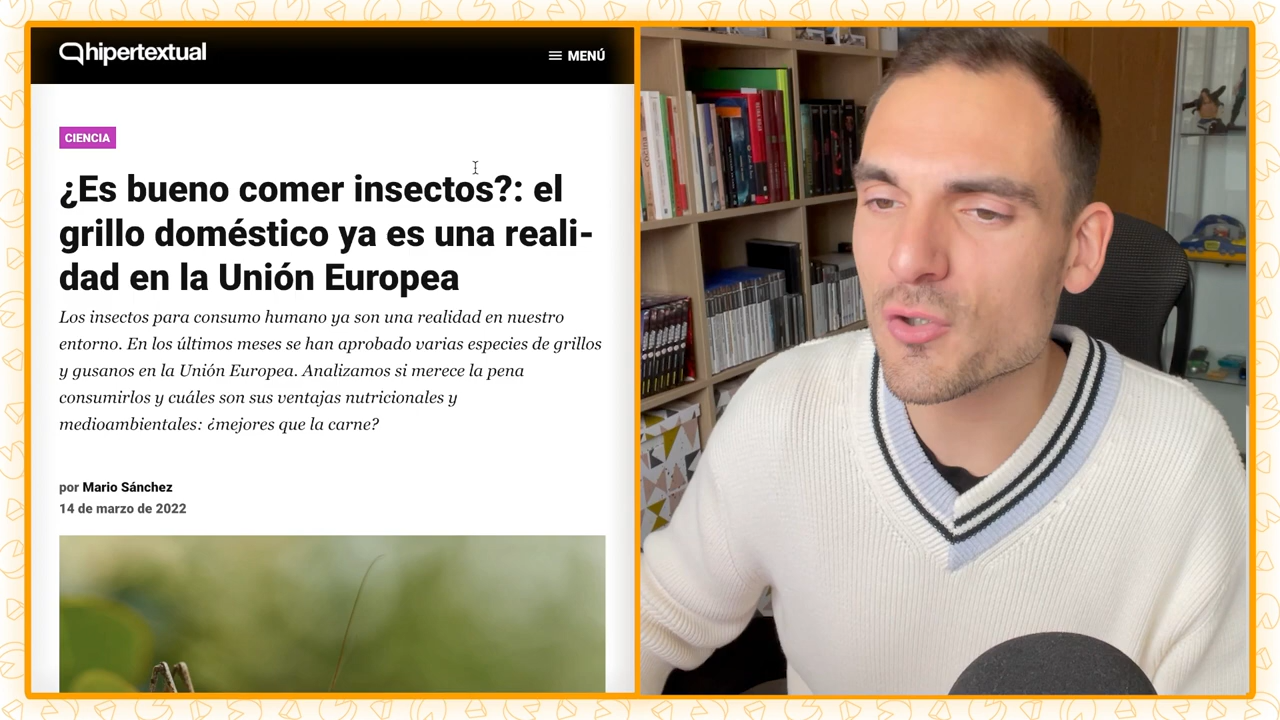 hipertextual
MENÚ
CIENCIA
¿Es bueno comer insectos?: el
grillo doméstico ya es una reali-
dad en la Unión Europea
Los insectos para consumo humano ya son una realidad en nuestro
entorno. En los últimos meses se han aprobado varias especies de grillos
y gusanos en la Unión Europea. Analizamos si merece la pena
consumirlos y cuáles son sus ventajas nutricionales y
medioambientales: ¿mejores que la carne?
por Mario Sánchez
14 de marzo de 2022